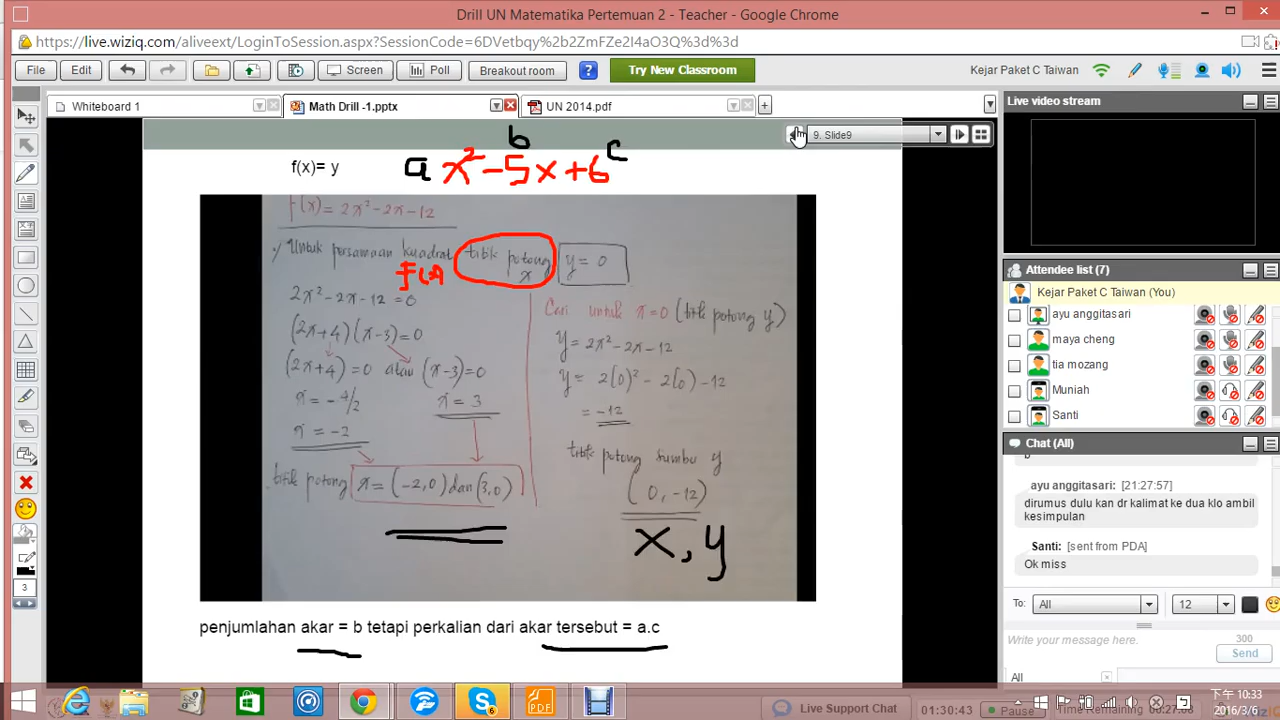 Drill UN Matematika Pertemuan 2 - Teacher - Google Chrome
https://live.wiziq.com/aliveext/LoginToSession.aspx?SessionCode=6DVetbqy%2b2ZmFZe2I4aO3Q%3d%3d
File Edit Screen Poll Breakout room ? Try New Classroom Kejar Paket C Taiwan
Whiteboard 1 Math Drill -1.pptx UN 2014.pdf
Live video stream
9. Slide9
b
c
f(x)= y a x²-5x+6
f(x) = 2x²-2x-12
Untuk persamaan kuadrat titik potong x y = 0
f(x)
2x²-2x-12 = 0
(2x+4)(x-3)=0
(2x+4)=0 atau (x-3)=0
x = -4/2 x = 3
x = -2
titik potong x = (-2,0) dan (3,0)
Cari untuk x=0 (titik potong y)
y = 2x²-2x-12
y = 2(0)² - 2(0) -12
= -12
titik potong sumbu y
(0, -12)
x, y
penjumlahan akar = b tetapi perkalian dari akar tersebut = a.c
Attendee list (7)
Kejar Paket C Taiwan (You)
ayu anggitasari
maya cheng
tia mozang
Muniah
Santi
Chat (All)
ayu anggitasari: [21:27:57]
dirumus dulu kan dr kalimat ke dua klo ambil
kesimpulan
Santi: [sent from PDA]
Ok miss
To: All 12
Write your message here... 300
Send
All
3
Live Support Chat
01:30:43 Pause Time Remaining
下午 10:33
2016/3/6